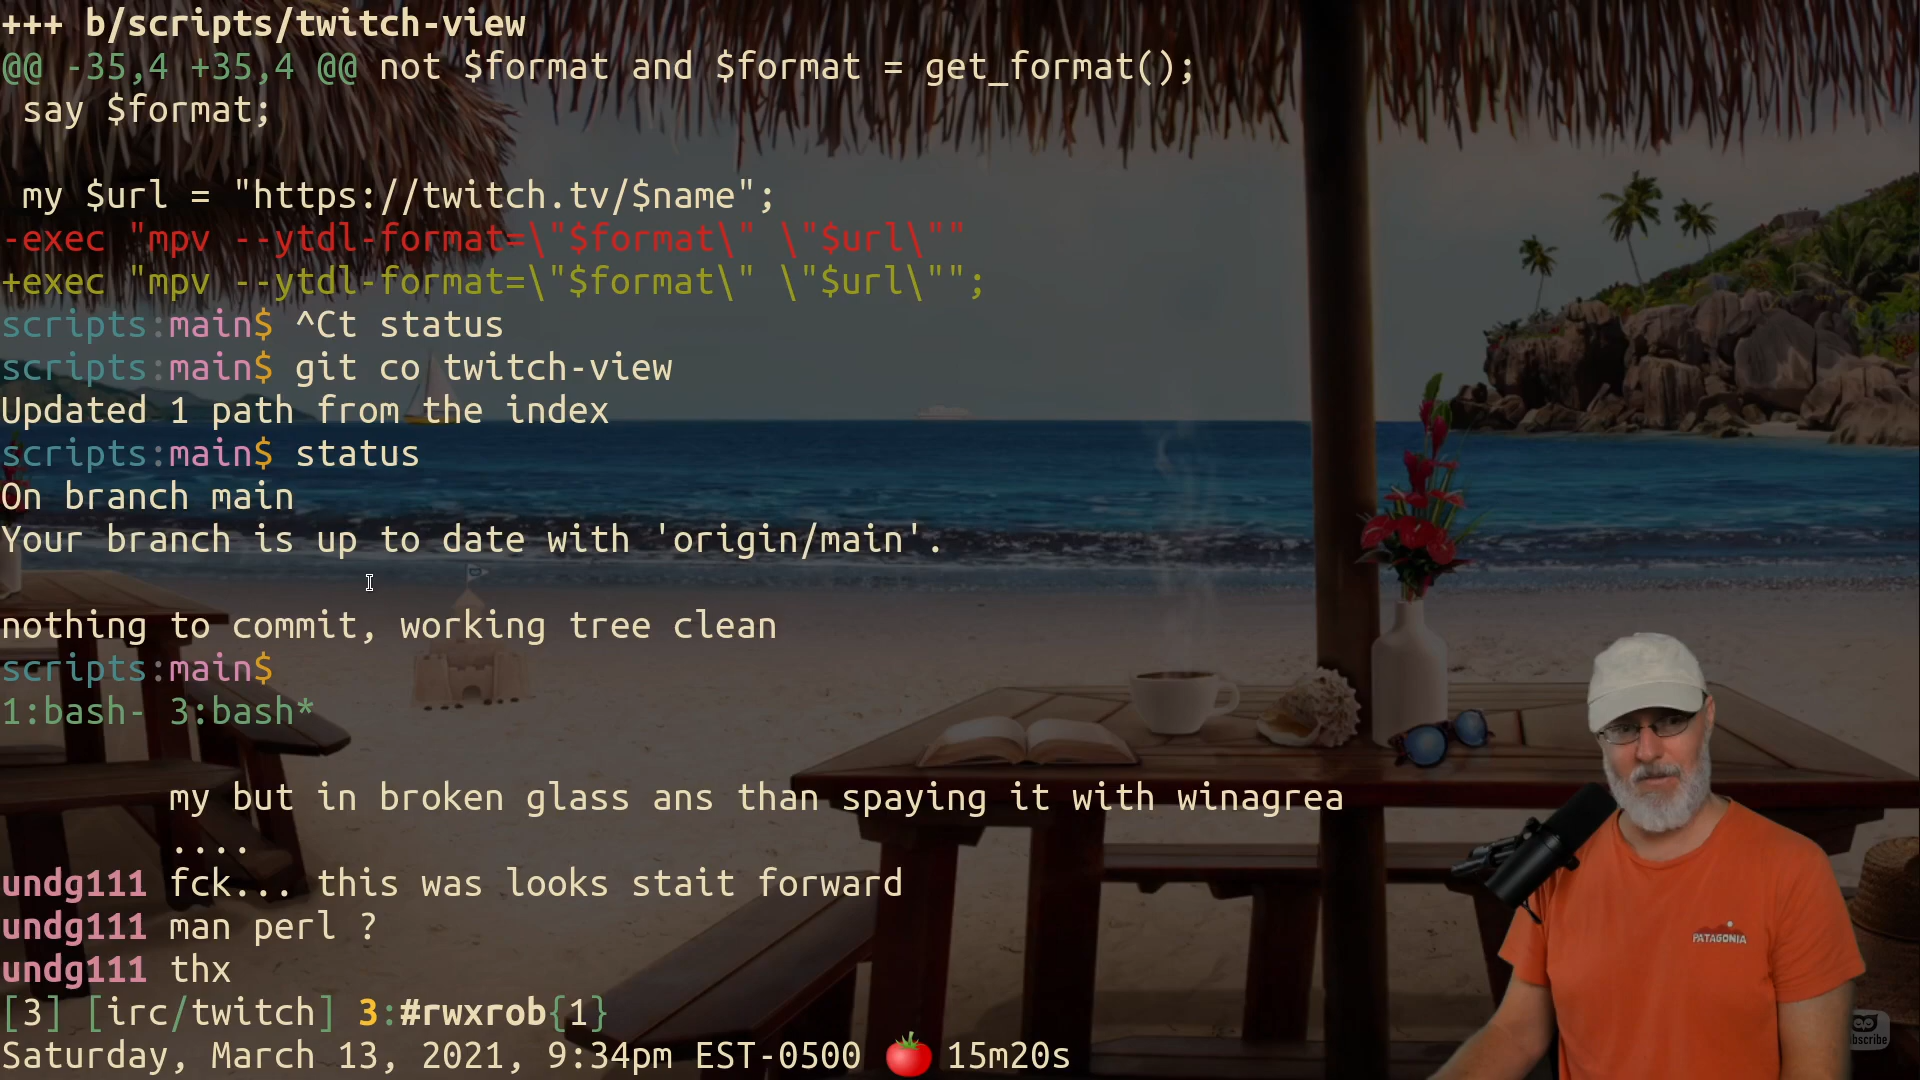 +++ b/scripts/twitch-view
@@ -35,4 +35,4 @@ not $format and $format = get_format();
 say $format;
 my $url = "https://twitch.tv/$name";
-exec "mpv --ytdl-format=\"$format\" \"$url\""
+exec "mpv --ytdl-format=\"$format\" \"$url\"";
scripts:main$ ^Ct status
scripts:main$ git co twitch-view
Updated 1 path from the index
scripts:main$ status
On branch main
Your branch is up to date with 'origin/main'.
nothing to commit, working tree clean
scripts:main$
1:bash- 3:bash*
my but in broken glass ans than spaying it with winagrea
....
undg111 fck... this was looks stait forward
undg111 man perl ?
undg111 thx
[3] [irc/twitch] 3:#rwxrob{1}
Saturday, March 13, 2021, 9:34pm EST-0500 🍅 15m20s
PATAGONIA